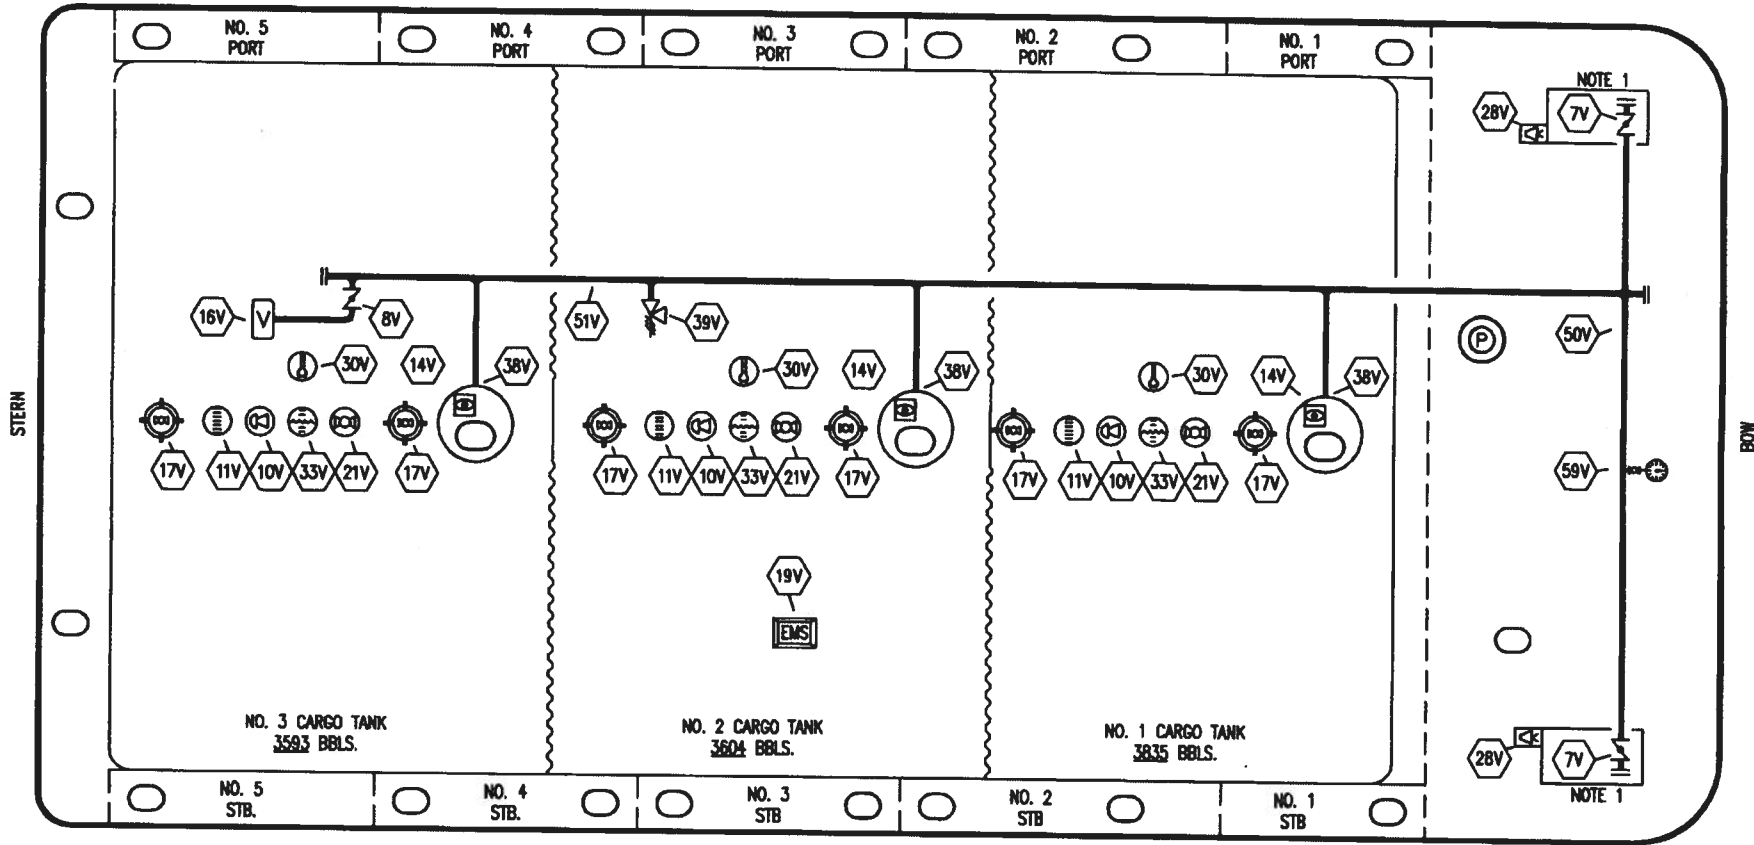 NO. 5
PORT
NO. 4
PORT
NO. 3
PORT
NO. 2
PORT
NO. 1
PORT
NOTE 1
28V
7V
STERN
BOW
16V
V
8V
51V
39V
P
50V
30V
14V
38V
30V
14V
38V
30V
14V
38V
17V
11V
10V
33V
21V
17V
17V
11V
10V
33V
21V
17V
17V
11V
10V
33V
21V
17V
59V
19V
EMS
NO. 3 CARGO TANK
3593 BBLS.
NO. 2 CARGO TANK
3604 BBLS.
NO. 1 CARGO TANK
3835 BBLS.
28V
7V
NOTE 1
NO. 5
STB.
NO. 4
STB.
NO. 3
STB
NO. 2
STB
NO. 1
STB